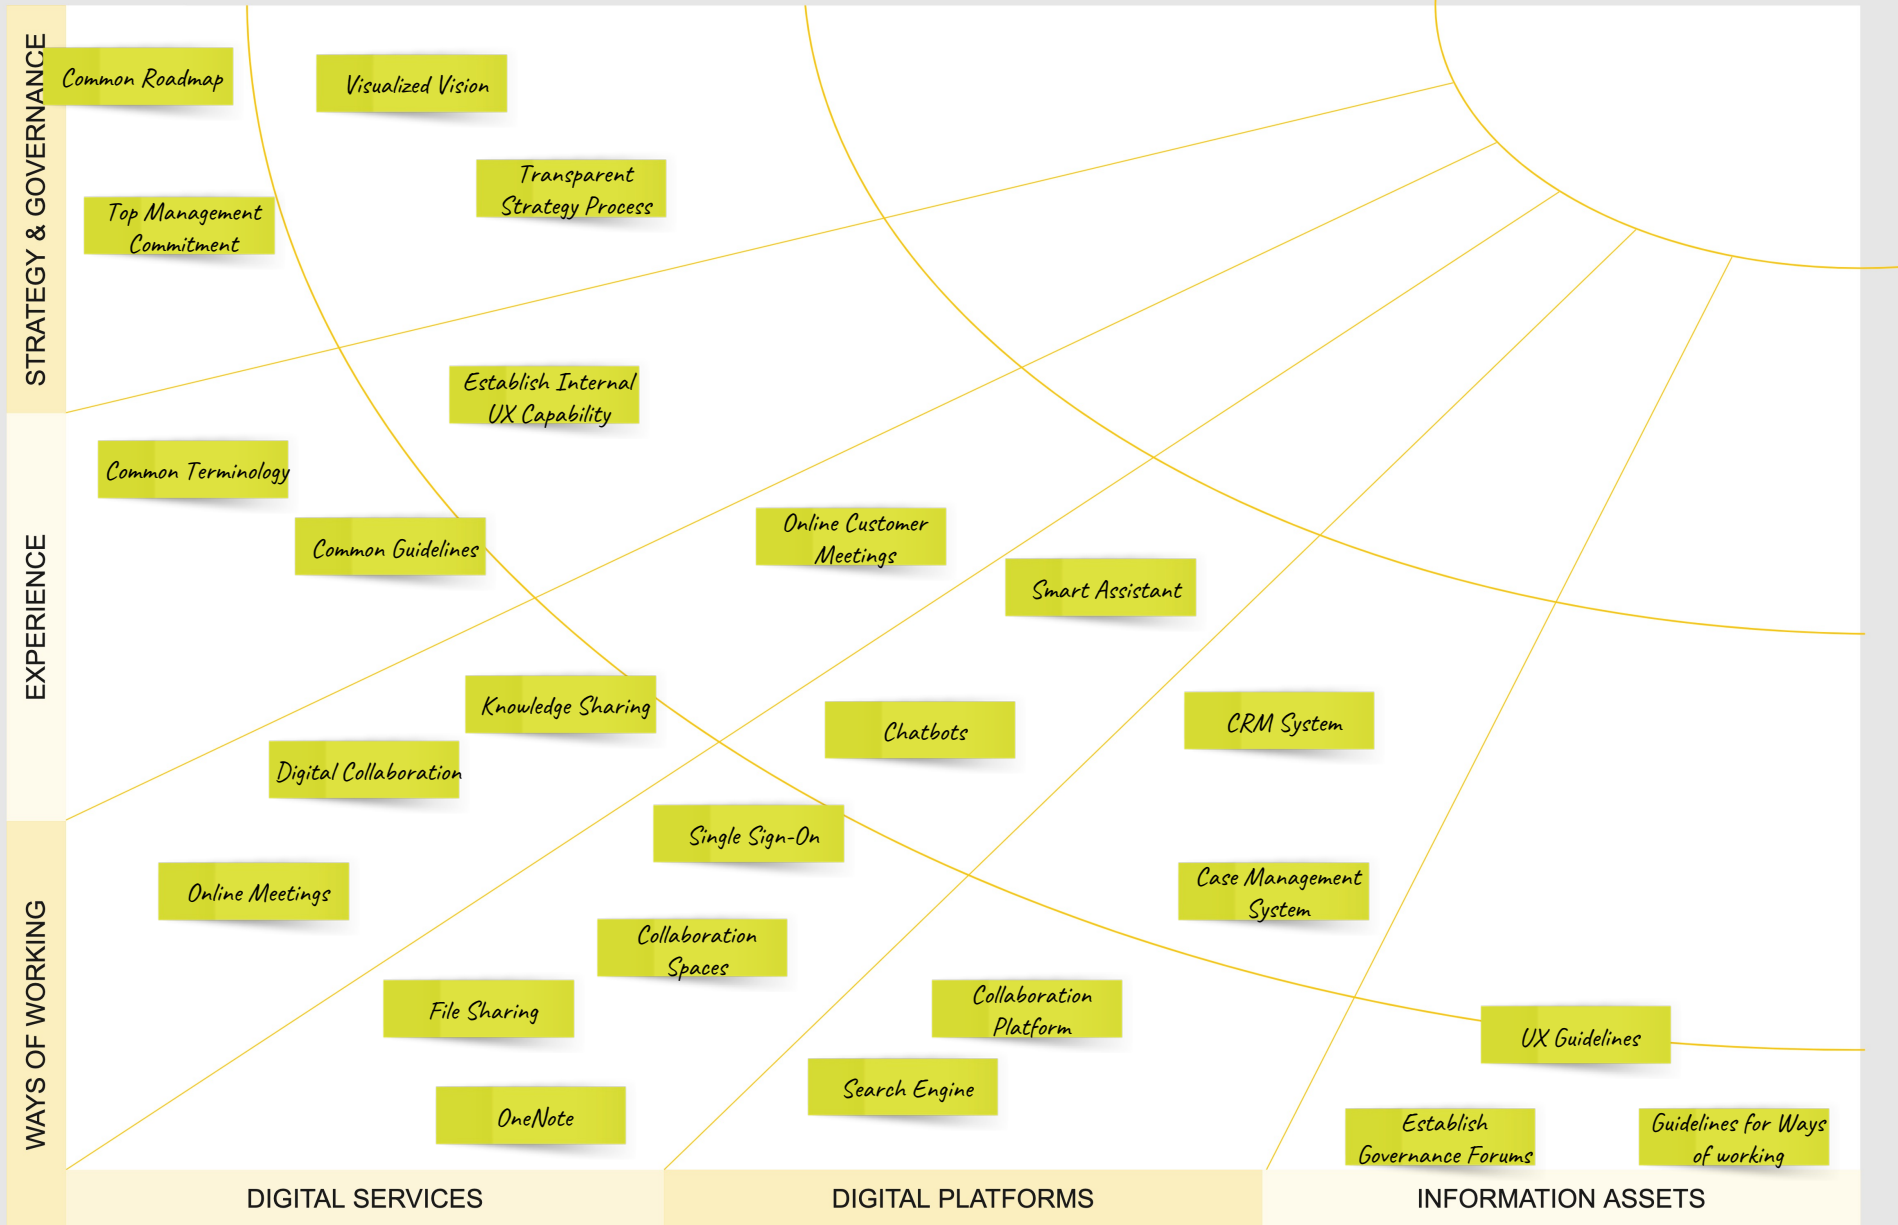 STRATEGY & GOVERNANCE
Common Roadmap
Visualized Vision
Transparent
Strategy Process
Top Management
Commitment
EXPERIENCE
Establish Internal
UX Capability
Common Terminology
Common Guidelines
WAYS OF WORKING
Online Customer
Meetings
Knowledge Sharing
Digital Collaboration
Online Meetings
Smart Assistant
Chatbots
Single Sign-On
Collaboration
Spaces
File Sharing
OneNote
DIGITAL SERVICES
CRM System
Case Management
System
Collaboration
Platform
Search Engine
DIGITAL PLATFORMS
UX Guidelines
Establish
Governance Forums
Guidelines for Ways
of working
INFORMATION ASSETS